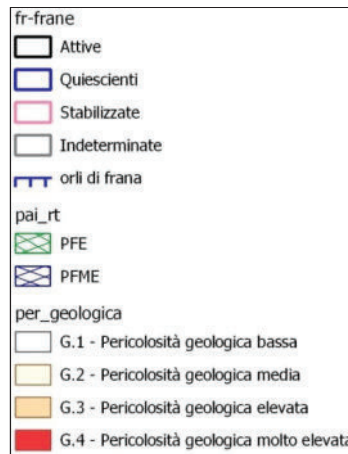 fr-frane
Attive
Quiescienti
Stabilizzate
Indeterminate
orli di frana
pai_rt
PFE
PFME
per_geologica
G.1 - Pericolosità geologica bassa
G.2 - Pericolosità geologica media
G.3 - Pericolosità geologica elevata
G.4 - Pericolosità geologica molto elevata